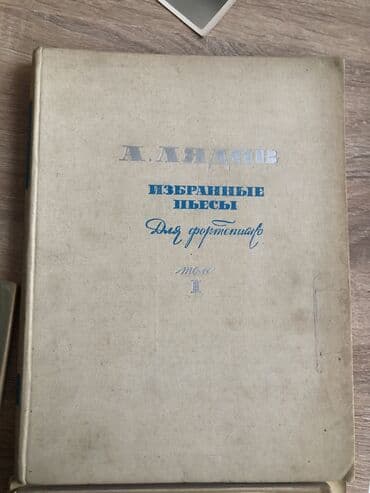 А. ЛЯДОВ
ИЗБРАННЫЕ
ПЬЕСЫ
Для фортепиано
том
I